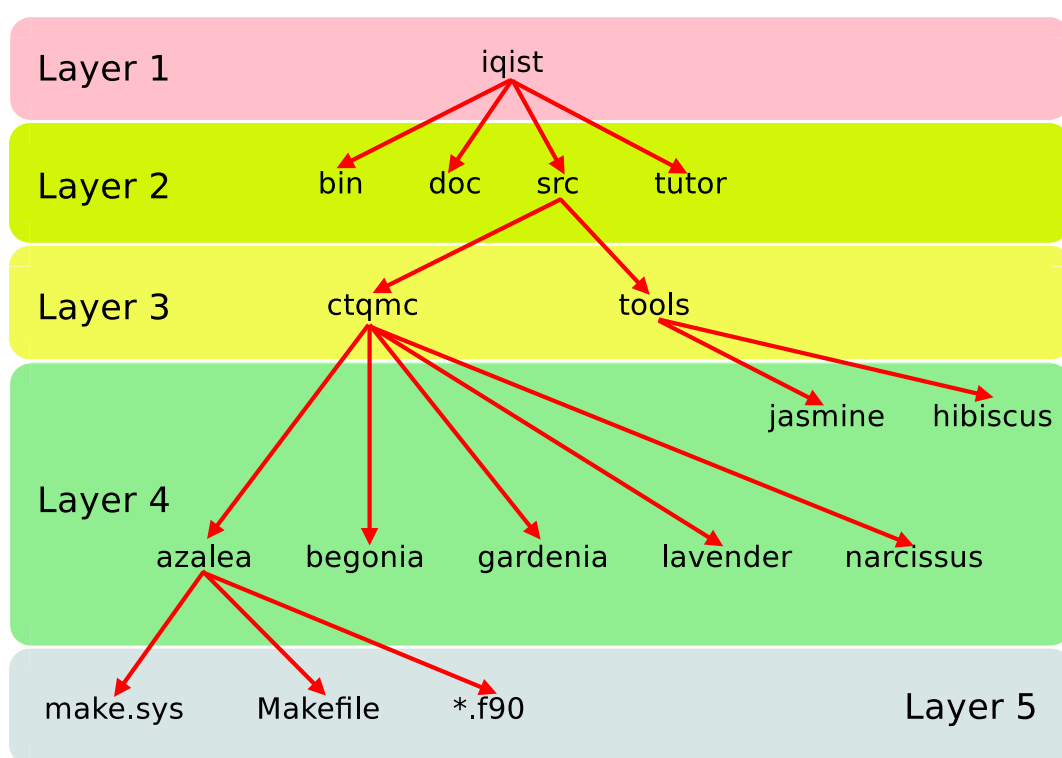 Layer 1 iqist
Layer 2 bin doc src tutor
Layer 3 ctqmc tools
jasmine hibiscus
Layer 4
azalea begonia gardenia lavender narcissus
make.sys Makefile *.f90 Layer 5